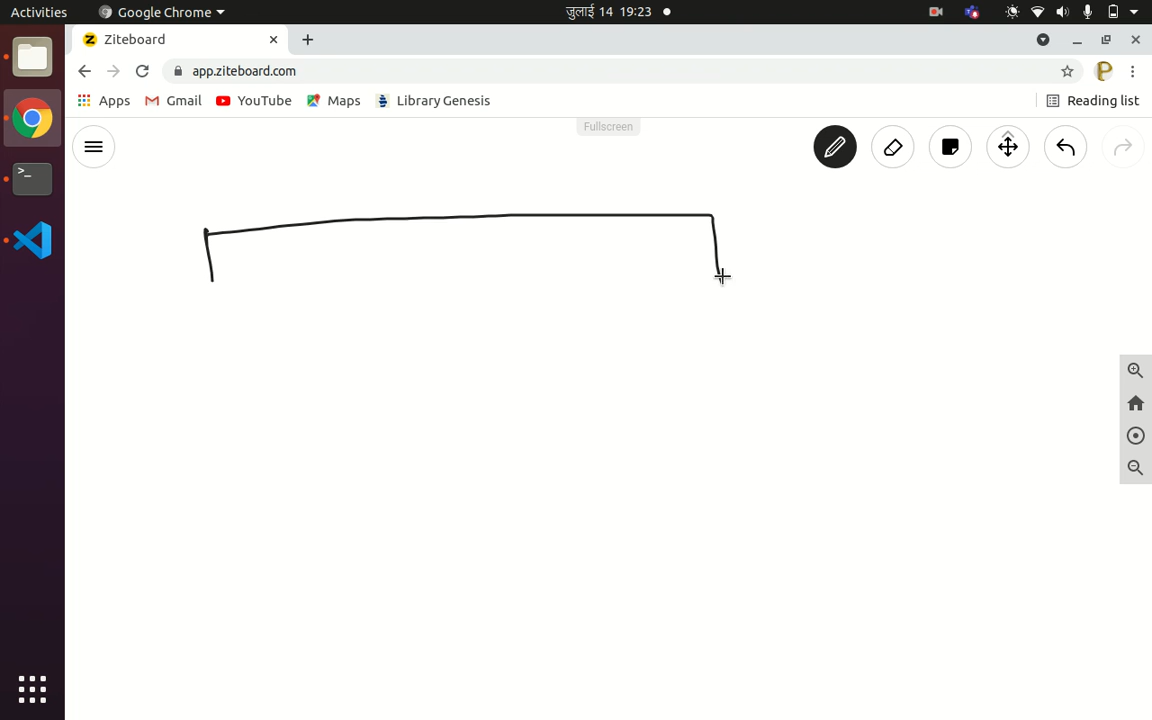 Activities Google Chrome जुलाई 14 19:23
Ziteboard
app.ziteboard.com
Apps Gmail YouTube Maps Library Genesis Reading list
Fullscreen